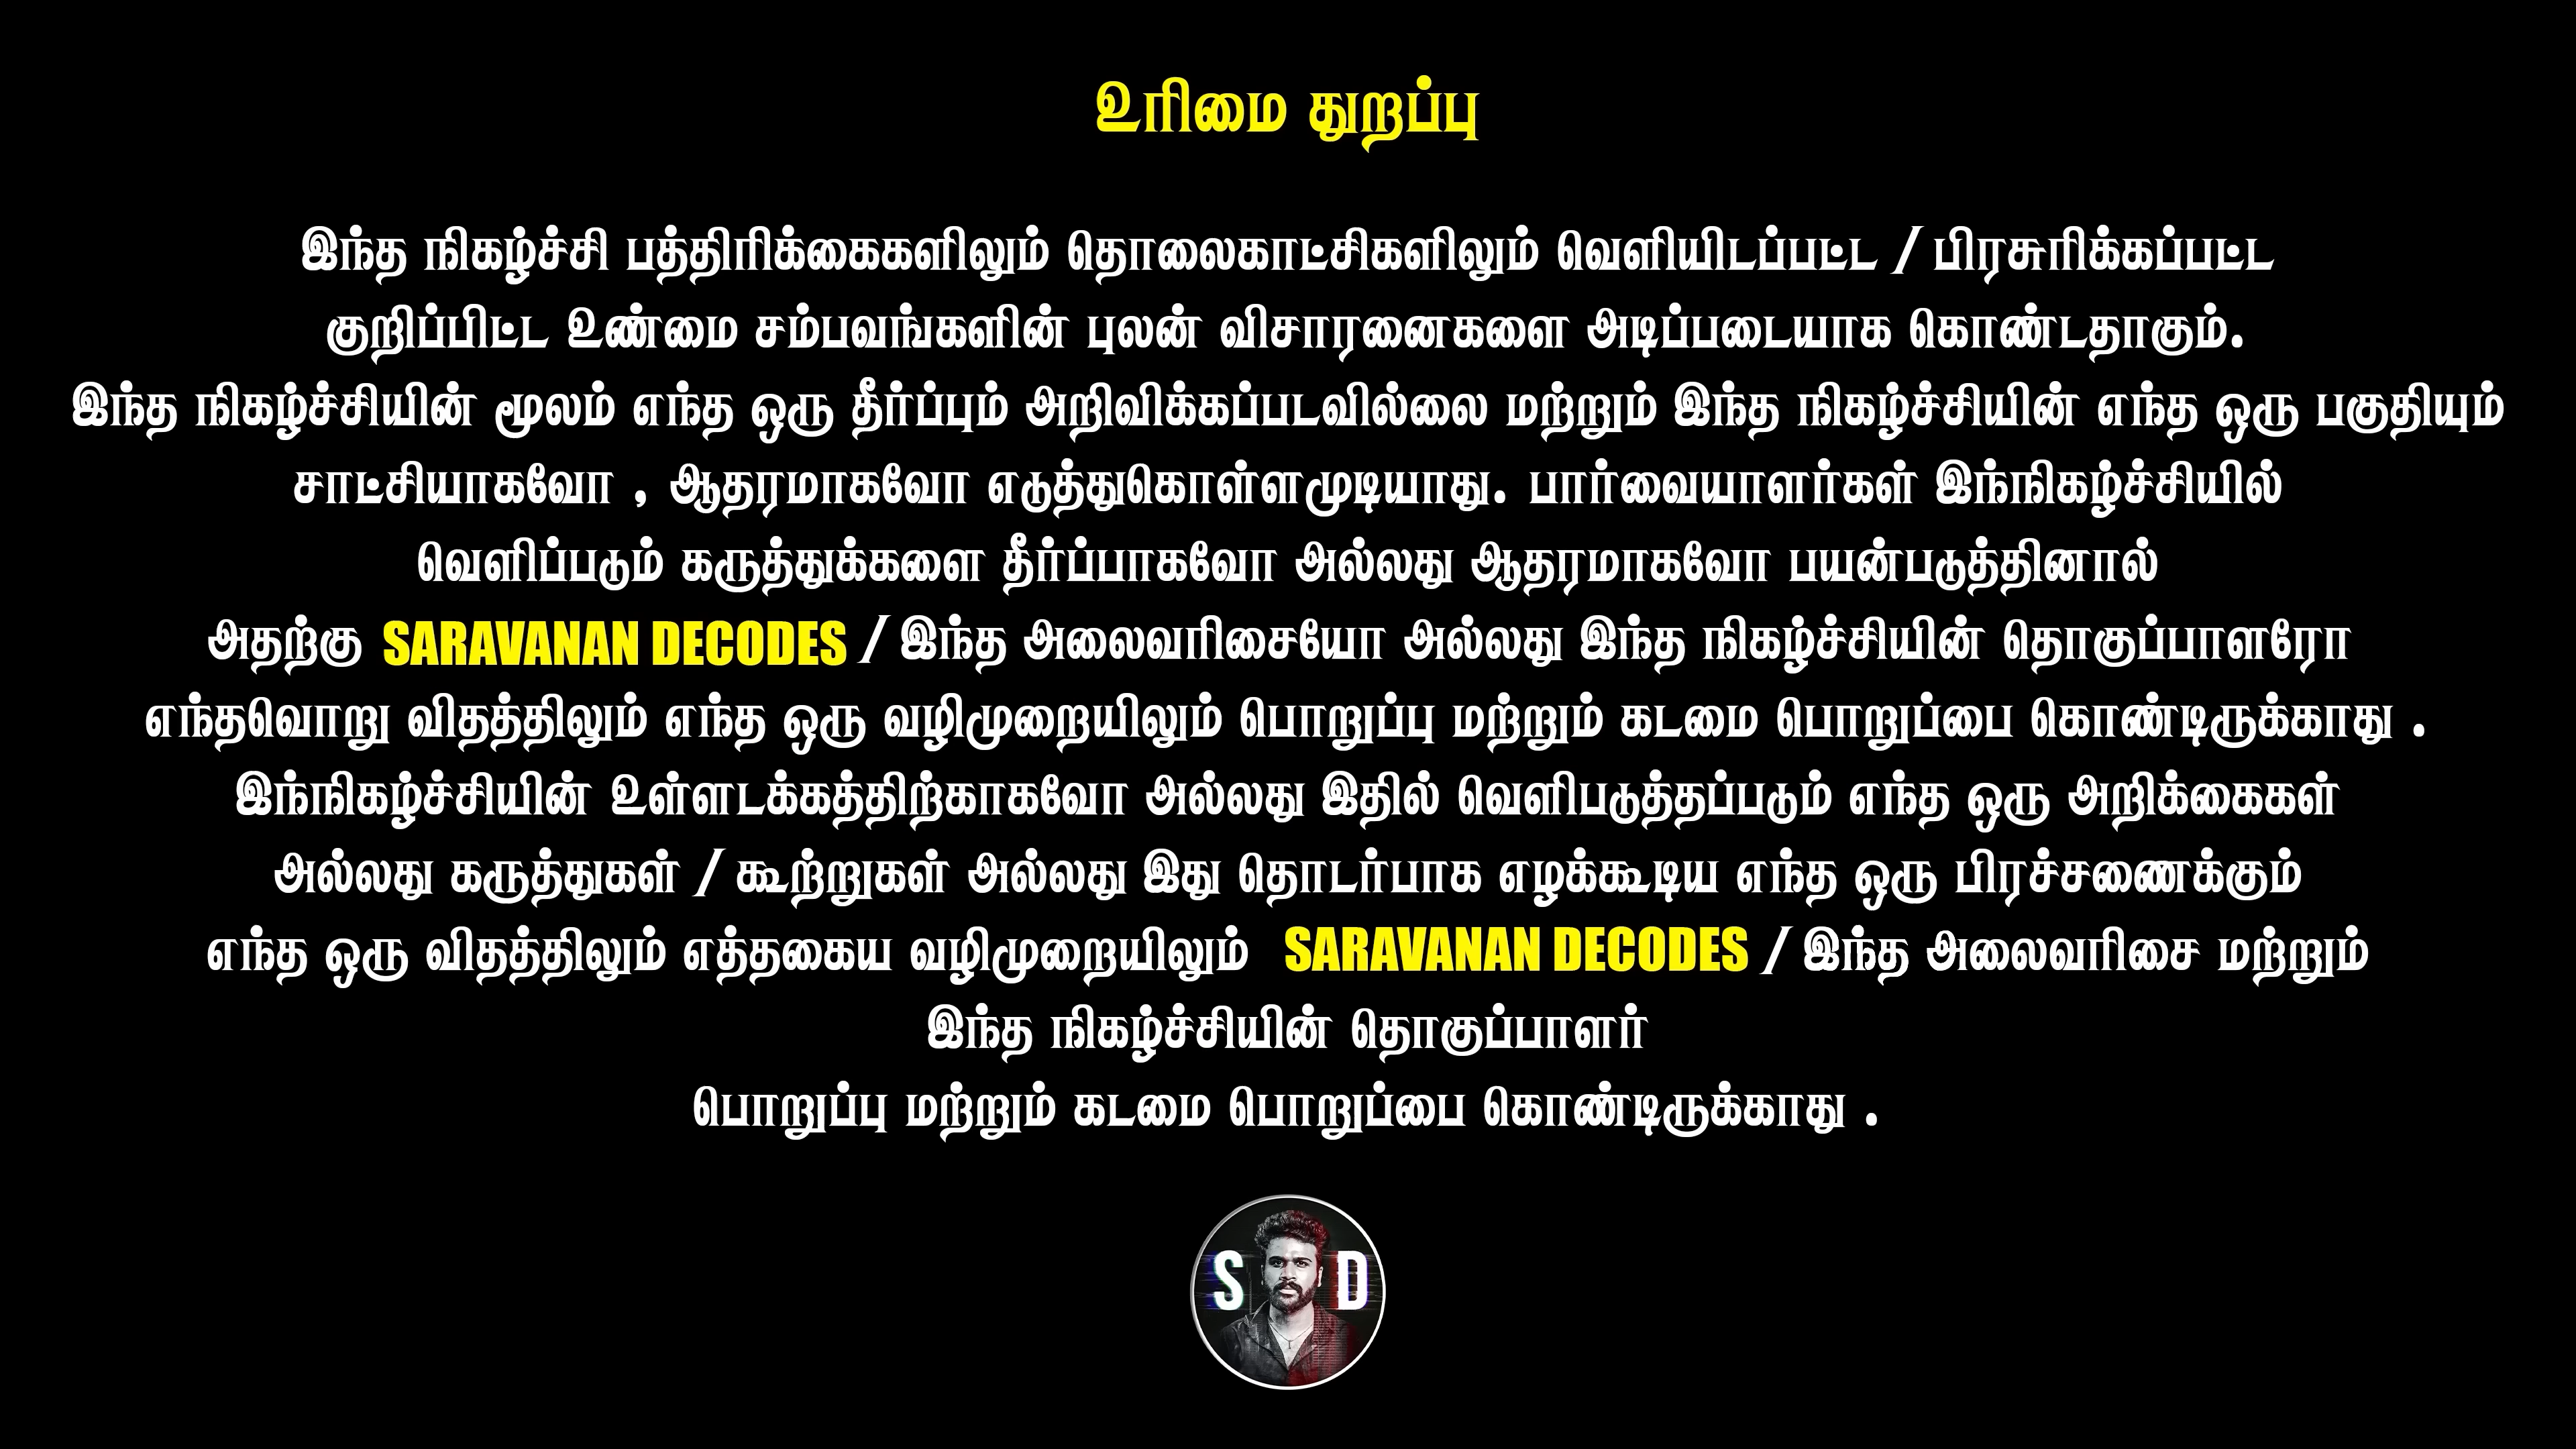 உரிமை துறப்பு
இந்த நிகழ்ச்சி பத்திரிக்கைகளிலும் தொலைகாட்சிகளிலும் வெளியிடப்பட்ட / பிரசுரிக்கப்பட்ட
குறிப்பிட்ட உண்மை சம்பவங்களின் புலன் விசாரனைகளை அடிப்படையாக கொண்டதாகும்.
இந்த நிகழ்ச்சியின் மூலம் எந்த ஒரு தீர்ப்பும் அறிவிக்கப்படவில்லை மற்றும் இந்த நிகழ்ச்சியின் எந்த ஒரு பகுதியும்
சாட்சியாகவோ , ஆதரமாகவோ எடுத்துகொள்ளமுடியாது. பார்வையாளர்கள் இந்நிகழ்ச்சியில்
வெளிப்படும் கருத்துக்களை தீர்ப்பாகவோ அல்லது ஆதரமாகவோ பயன்படுத்தினால்
அதற்கு SARAVANAN DECODES / இந்த அலைவரிசையோ அல்லது இந்த நிகழ்ச்சியின் தொகுப்பாளரோ
எந்தவொறு விதத்திலும் எந்த ஒரு வழிமுறையிலும் பொறுப்பு மற்றும் கடமை பொறுப்பை கொண்டிருக்காது .
இந்நிகழ்ச்சியின் உள்ளடக்கத்திற்காகவோ அல்லது இதில் வெளிபடுத்தப்படும் எந்த ஒரு அறிக்கைகள்
அல்லது கருத்துகள் / கூற்றுகள் அல்லது இது தொடர்பாக எழக்கூடிய எந்த ஒரு பிரச்சணைக்கும்
எந்த ஒரு விதத்திலும் எத்தகைய வழிமுறையிலும் SARAVANAN DECODES / இந்த அலைவரிசை மற்றும்
இந்த நிகழ்ச்சியின் தொகுப்பாளர்
பொறுப்பு மற்றும் கடமை பொறுப்பை கொண்டிருக்காது .
S D